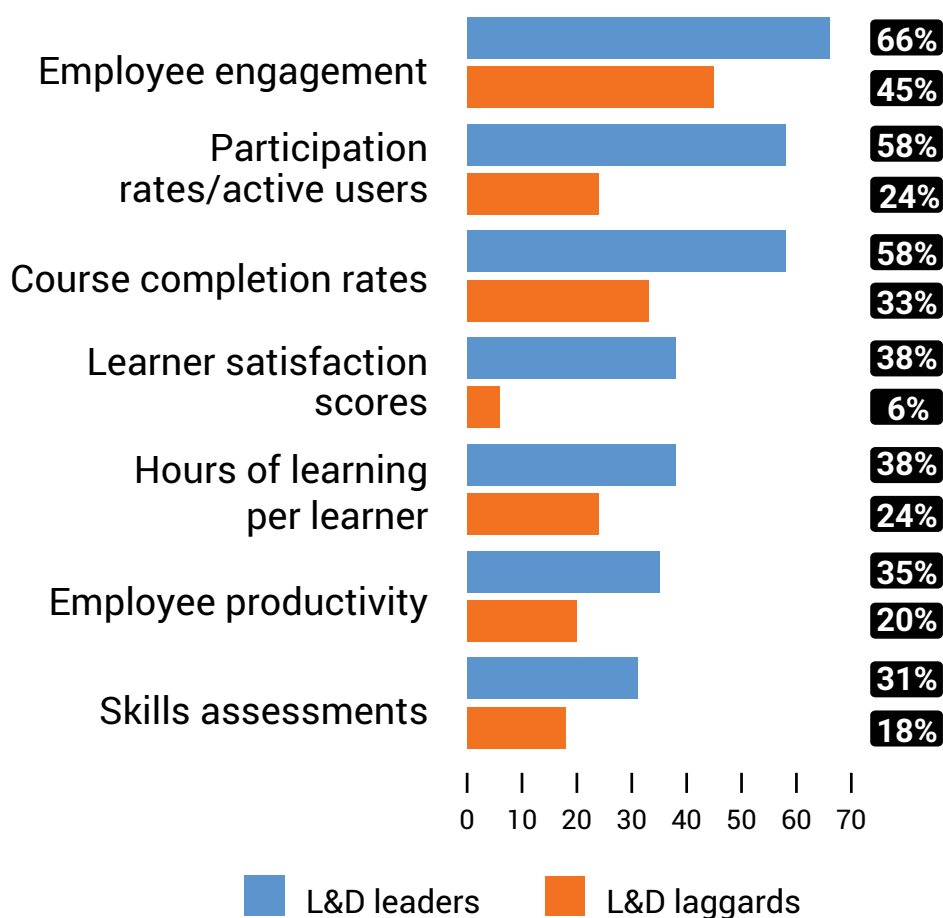 66%
Employee engagement
45%
Participation
rates/active users
58%
24%
Course completion rates
58%
33%
Learner satisfaction
scores
38%
6%
Hours of learning
per learner
38%
24%
Employee productivity
35%
20%
Skills assessments
31%
18%
0 10 20 30 40 50 60 70
L&D leaders L&D laggards